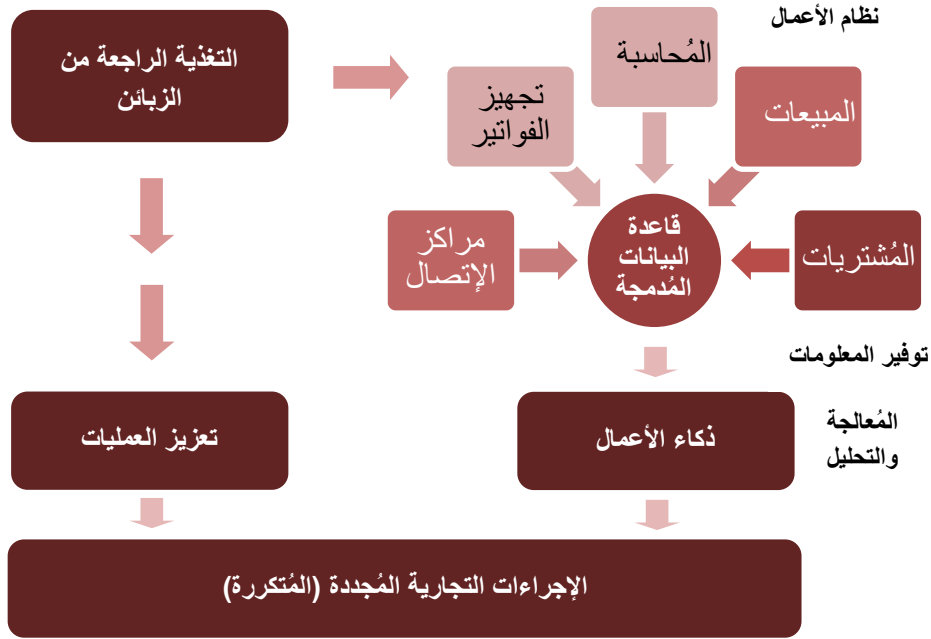 نظام الأعمال
التغذية الراجعة من
الزبائن
المُحاسبة
تجهيز
الفواتير
المبيعات
مراكز
الإتصال
قاعدة
البيانات
المُدمجة
المُشتريات
توفير المعلومات
المُعالجة
والتحليل
ذكاء الأعمال
تعزيز العمليات
الإجراءات التجارية المُجددة (المُتكررة)